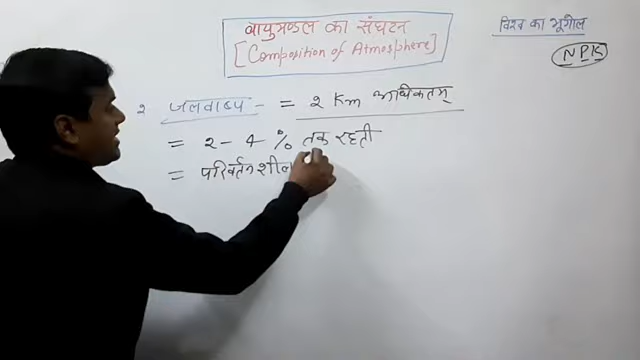 वायुमण्डल का संघटन
[Composition of Atmosphere]
विश्व का भूगोल
NPK
2 जलवाष्प - = 2 Km अधिकतम्
= 2 - 4 % तक रहती
= परिवर्तनशील